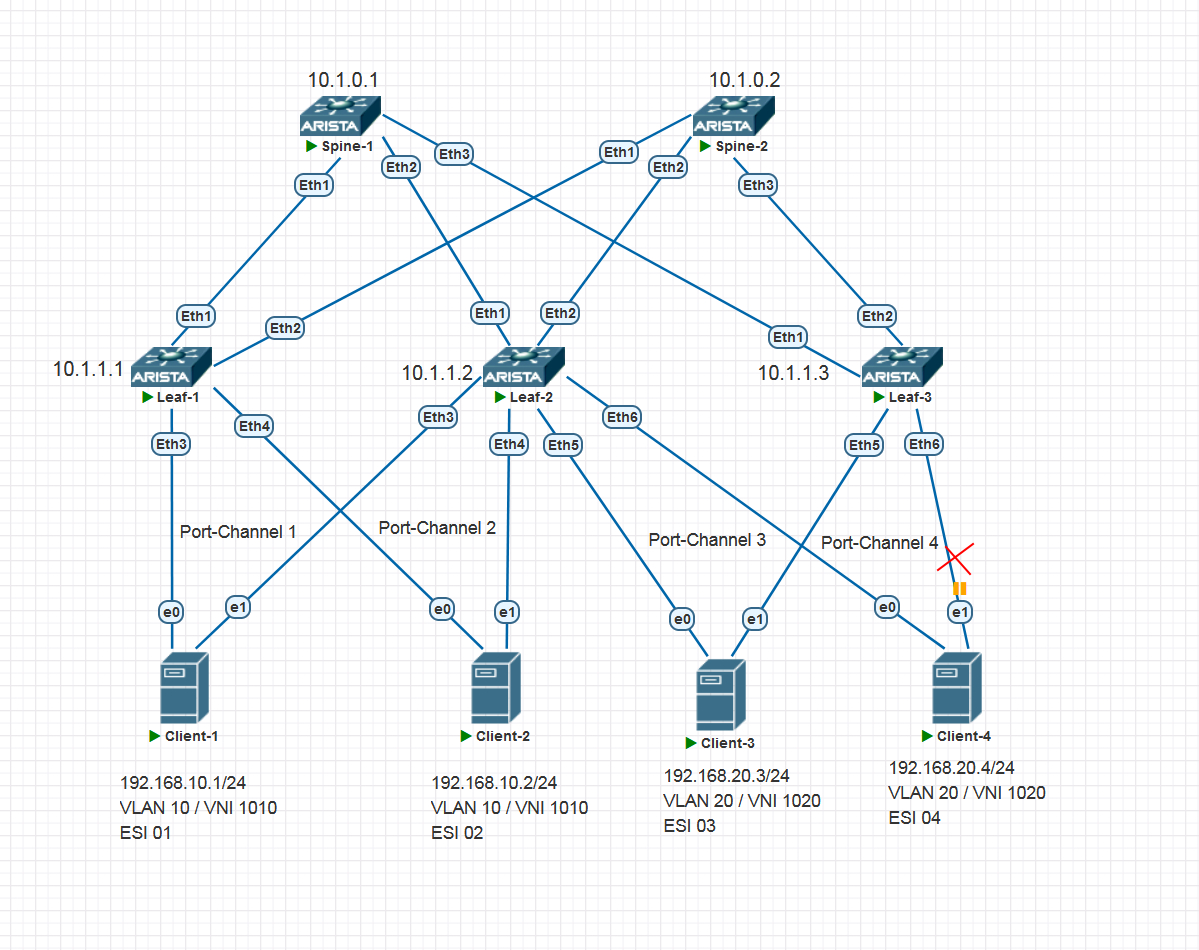 10.1.0.1
10.1.0.2
ARISTA
ARISTA
Spine-1
Spine-2
Eth1
Eth2
Eth3
Eth1
Eth2
Eth3
Eth1
Eth2
Eth1
Eth2
Eth1
Eth2
10.1.1.1
10.1.1.2
10.1.1.3
ARISTA
ARISTA
ARISTA
Leaf-1
Leaf-2
Leaf-3
Eth3
Eth4
Eth3
Eth4
Eth5
Eth6
Eth5
Eth6
Port-Channel 1
Port-Channel 2
Port-Channel 3
Port-Channel 4
e0
e1
e0
e1
e0
e1
e0
e1
Client-1
Client-2
Client-3
Client-4
192.168.10.1/24
VLAN 10 / VNI 1010
ESI 01
192.168.10.2/24
VLAN 10 / VNI 1010
ESI 02
192.168.20.3/24
VLAN 20 / VNI 1020
ESI 03
192.168.20.4/24
VLAN 20 / VNI 1020
ESI 04